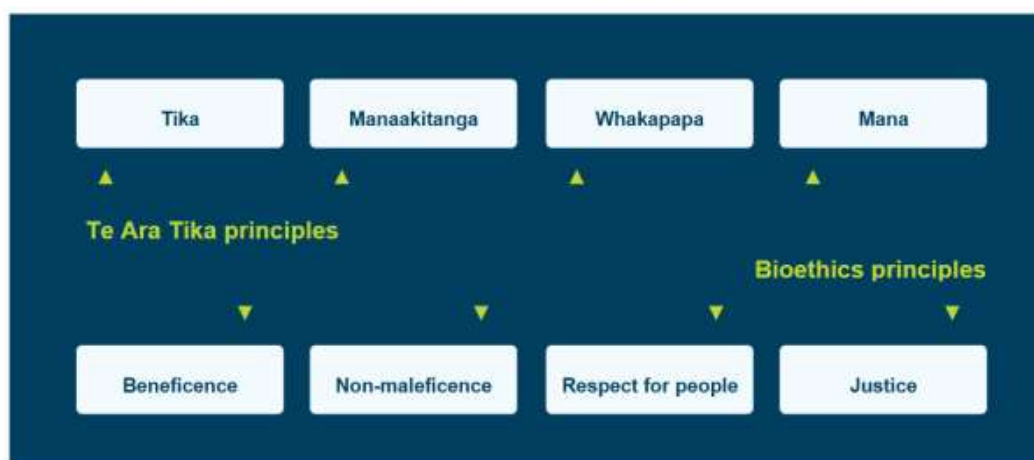 Tika
Manaakitanga
Whakapapa
Mana
Te Ara Tika principles
Bioethics principles
Beneficence
Non-maleficence
Respect for people
Justice